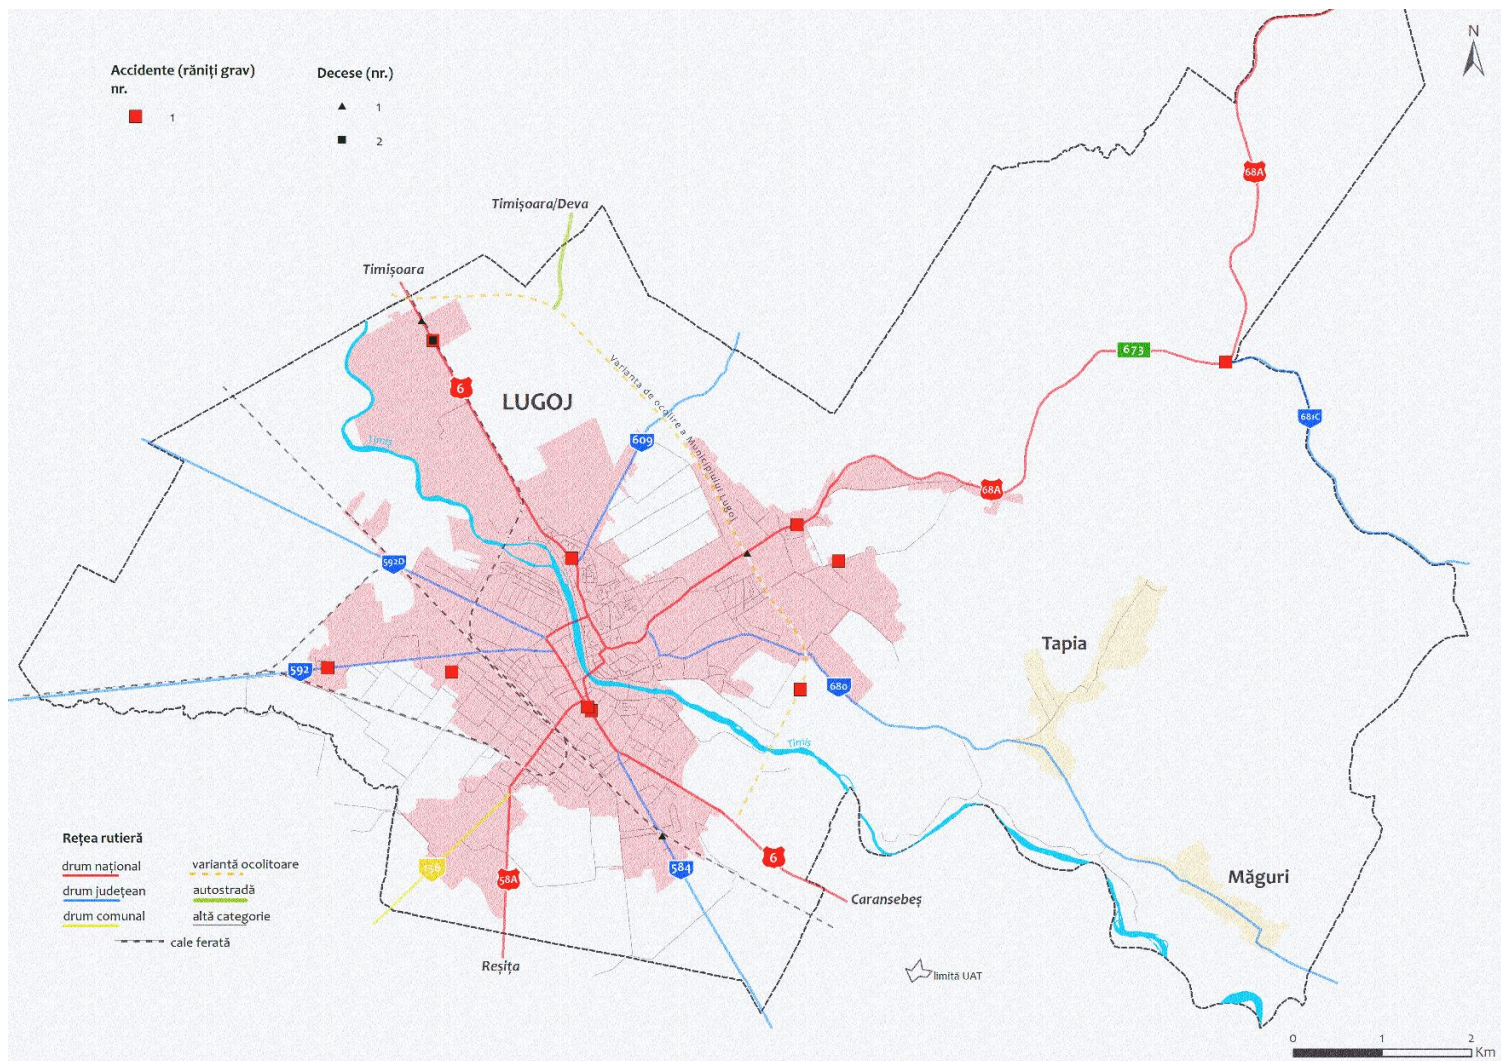 N
Accidente (răniți grav)
nr.
1
Decese (nr.)
1
2
68A
Timișoara/Deva
Timișoara
673
6
LUGOJ
Varianta de ocolire a Municipiului Lugoj
681C
Timiș
609
68A
592D
Tapia
592
680
Timiș
Rețea rutieră
drum național
drum județean
drum comunal
variantă ocolitoare
autostradă
altă categorie
cale ferată
584
6
58A
Caransebeș
Măguri
Reșița
limită UAT
0 1 2
Km